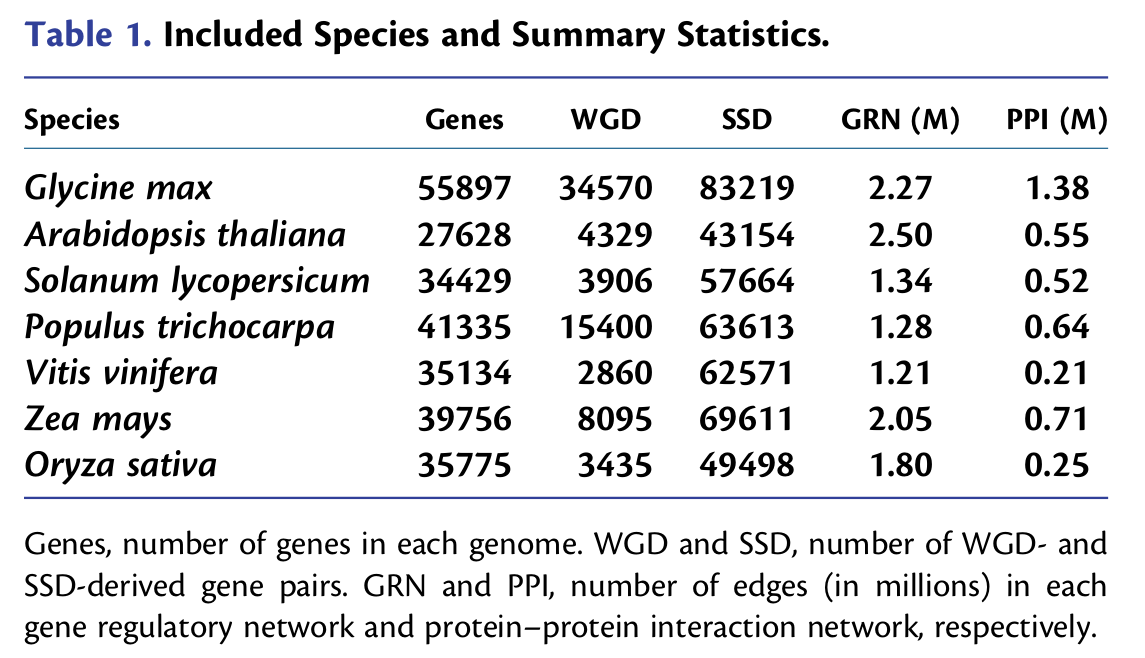 Table 1. Included Species and Summary Statistics.
Species Genes WGD SSD GRN (M) PPI (M)
Glycine max 55897 34570 83219 2.27 1.38
Arabidopsis thaliana 27628 4329 43154 2.50 0.55
Solanum lycopersicum 34429 3906 57664 1.34 0.52
Populus trichocarpa 41335 15400 63613 1.28 0.64
Vitis vinifera 35134 2860 62571 1.21 0.21
Zea mays 39756 8095 69611 2.05 0.71
Oryza sativa 35775 3435 49498 1.80 0.25
Genes, number of genes in each genome. WGD and SSD, number of WGD- and
SSD-derived gene pairs. GRN and PPI, number of edges (in millions) in each
gene regulatory network and protein–protein interaction network, respectively.